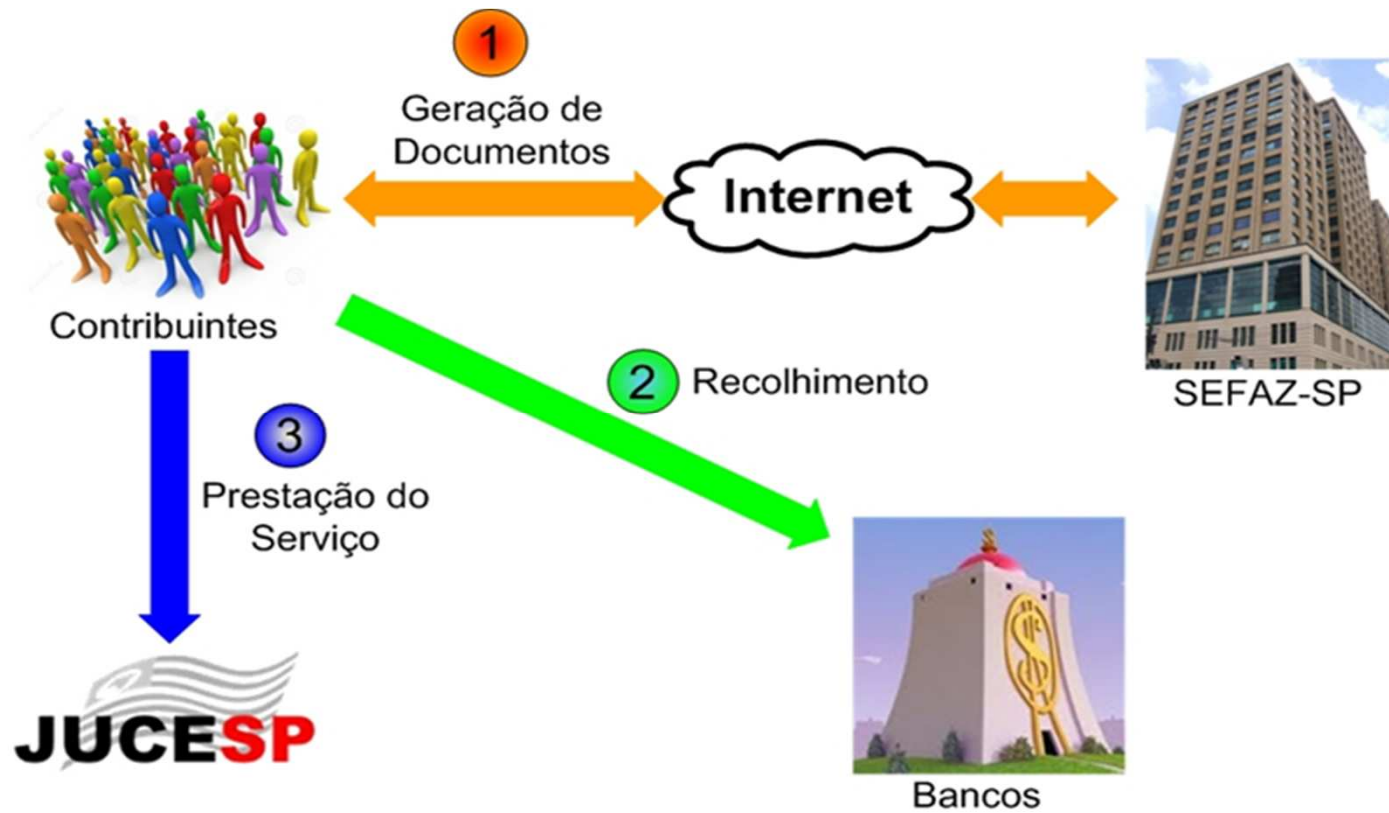 1
Geração de
Documentos
Internet
Contribuintes
SEFAZ-SP
2
Recolhimento
3
Prestação do
Serviço
JUCESP
$
$
Bancos